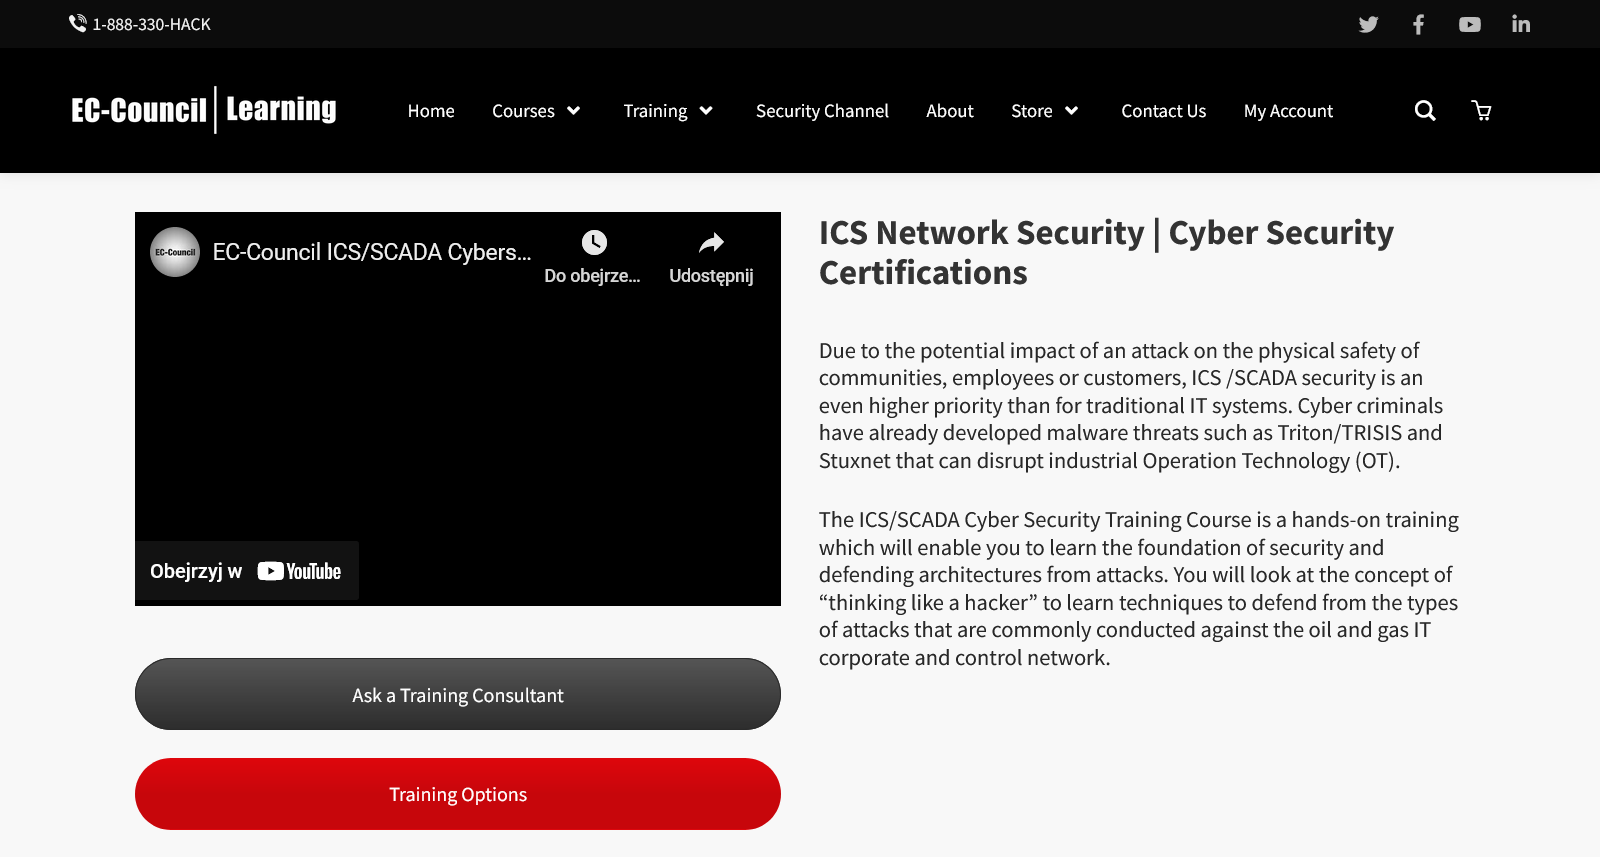 1-888-330-HACK
EC-Council Learning
Home Courses Training Security Channel About Store Contact Us My Account
EC-Council
EC-Council ICS/SCADA Cybers...
Do obejrze...
Udostępnij
Obejrzyj w YouTube
Ask a Training Consultant
Training Options
ICS Network Security | Cyber Security
Certifications
Due to the potential impact of an attack on the physical safety of
communities, employees or customers, ICS /SCADA security is an
even higher priority than for traditional IT systems. Cyber criminals
have already developed malware threats such as Triton/TRISIS and
Stuxnet that can disrupt industrial Operation Technology (OT).
The ICS/SCADA Cyber Security Training Course is a hands-on training
which will enable you to learn the foundation of security and
defending architectures from attacks. You will look at the concept of
“thinking like a hacker” to learn techniques to defend from the types
of attacks that are commonly conducted against the oil and gas IT
corporate and control network.